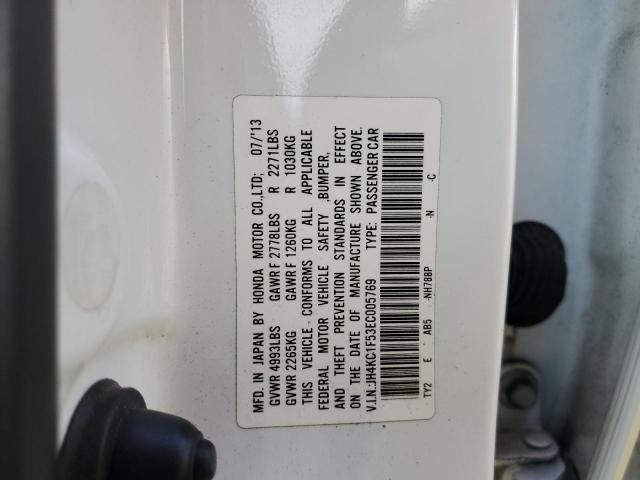 MFD. IN JAPAN BY HONDA MOTOR CO.,LTD; 07/'13
GVWR 4993LBS GAWR F 2778LBS R 2271LBS
GVWR 2265KG GAWR F 1260KG R 1030KG
THIS VEHICLE CONFORMS TO ALL APPLICABLE
FEDERAL MOTOR VEHICLE SAFETY ,BUMPER,
AND THEFT PREVENTION STANDARDS IN EFFECT
ON THE DATE OF MANUFACTURE SHOWN ABOVE.
V.I.N.:JH4KC1F53EC005769 TYPE: PASSENGER CAR
TY2 E AB5 -NH788P -N -C